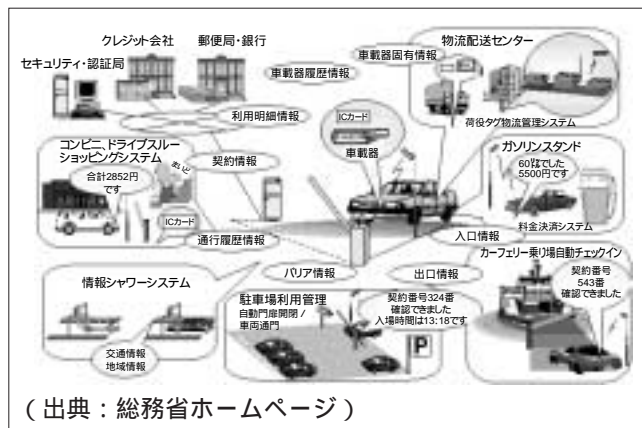 クレジット会社
郵便局・銀行
セキュリティ・認証局
車載器履歴情報
車載器固有情報
物流配送センター
利用明細情報
荷役タグ物流管理システム
コンビニ、ドライブスルー
ショッピングシステム
合計2852円
です
まいど
ICカード
契約情報
ICカード
車載器
ガソリンスタンド
60㍑でした
5500円です
料金決済システム
通行履歴情報
入口情報
バリア情報
出口情報
カーフェリー乗り場自動チェックイン
契約番号
543番
確認できました
情報シャワーシステム
交通情報
地域情報
駐車場利用管理
自動門扉開閉/
車両通門
契約番号324番
確認できました
入場時間は13:18です
P
(出典:総務省ホームページ)